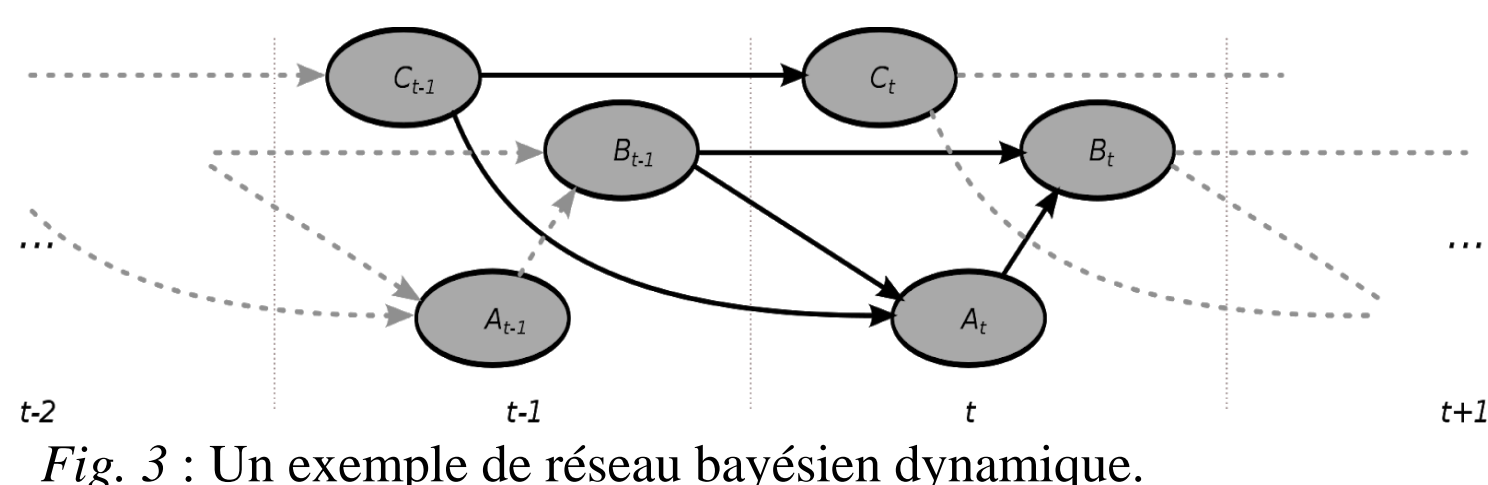 C_{t-1}
C_t
B_{t-1}
B_t
... ...
A_{t-1}
A_t
t-2 t-1 t t+1
Fig. 3 : Un exemple de réseau bayésien dynamique.